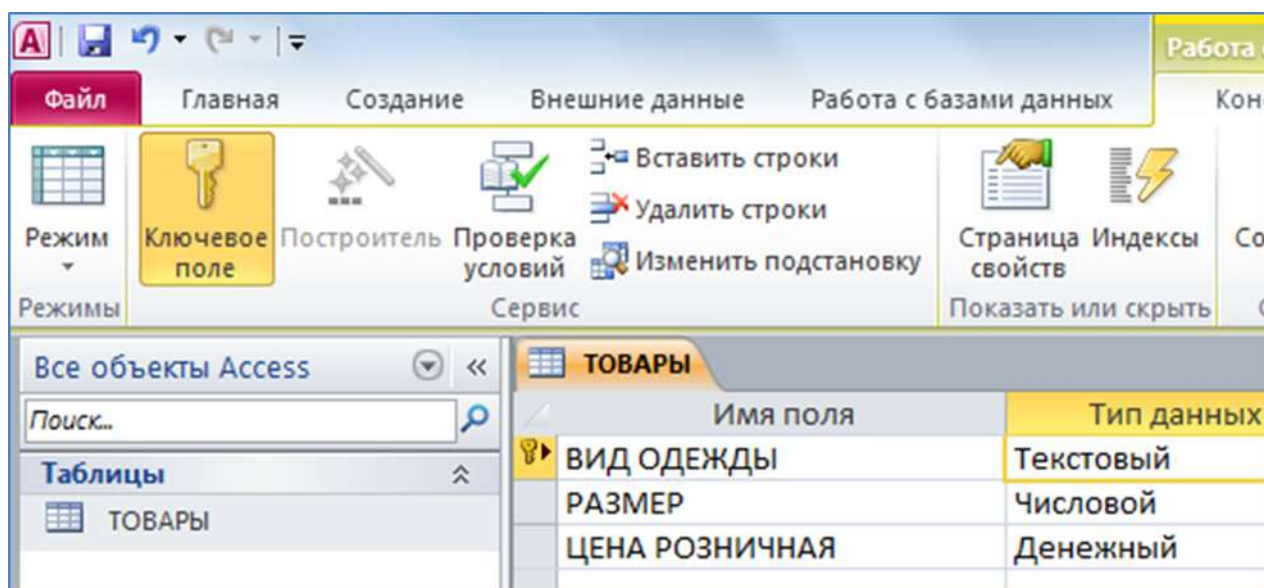 Работа с
Файл Главная Создание Внешние данные Работа с базами данных Кон
Режим
Ключевое поле
Построитель
Проверка условий
Вставить строки
Удалить строки
Изменить подстановку
Страница свойств
Индексы
Со
Режимы Сервис Показать или скрыть
Все объекты Access
Поиск...
Таблицы
ТОВАРЫ
ТОВАРЫ
Имя поля Тип данных
ВИД ОДЕЖДЫ Текстовый
РАЗМЕР Числовой
ЦЕНА РОЗНИЧНАЯ Денежный